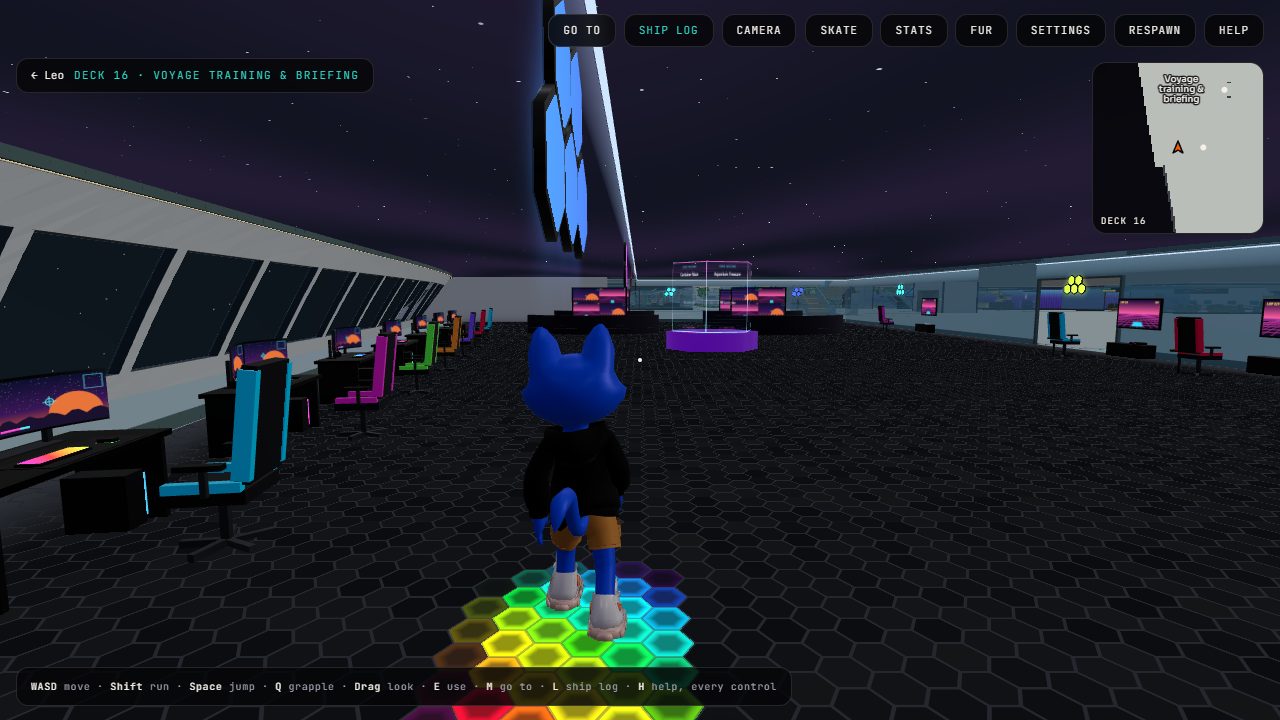 GO TO
SHIP LOG
CAMERA
SKATE
STATS
FUR
SETTINGS
RESPAWN
HELP
← Leo DECK 16 · VOYAGE TRAINING & BRIEFING
Voyage
training &
briefing
DECK 16
WASD move · Shift run · Space jump · Q grapple · Drag look · E use · M go to · L ship log · H help, every control